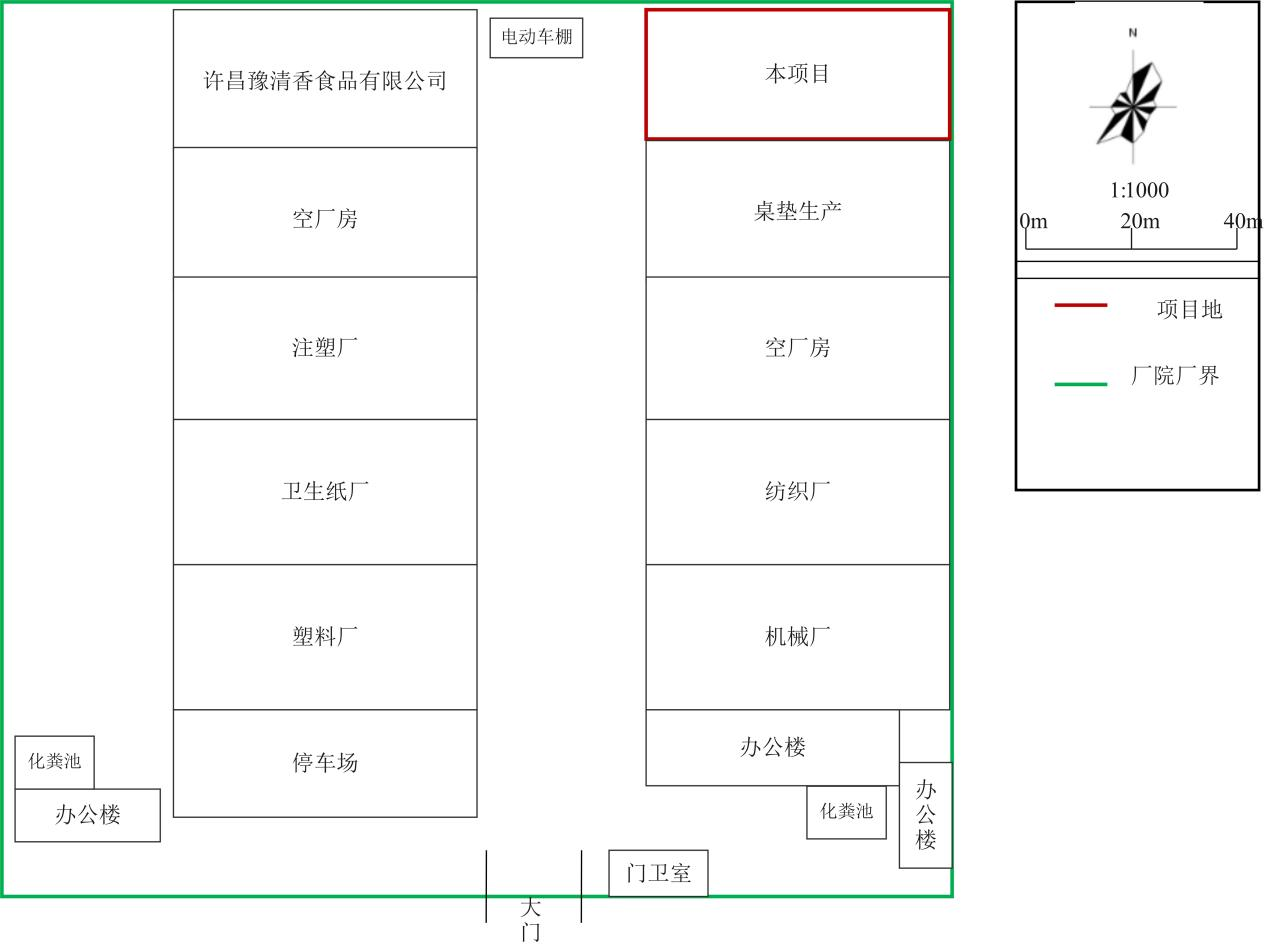 许昌豫清香食品有限公司
电动车棚
本项目
空厂房
桌垫生产
注塑厂
空厂房
卫生纸厂
纺织厂
塑料厂
机械厂
停车场
办公楼
化粪池
办公楼
化粪池
办
公
楼
门卫室
大
门
N
1:1000
0m 20m 40m
项目地
厂院厂界